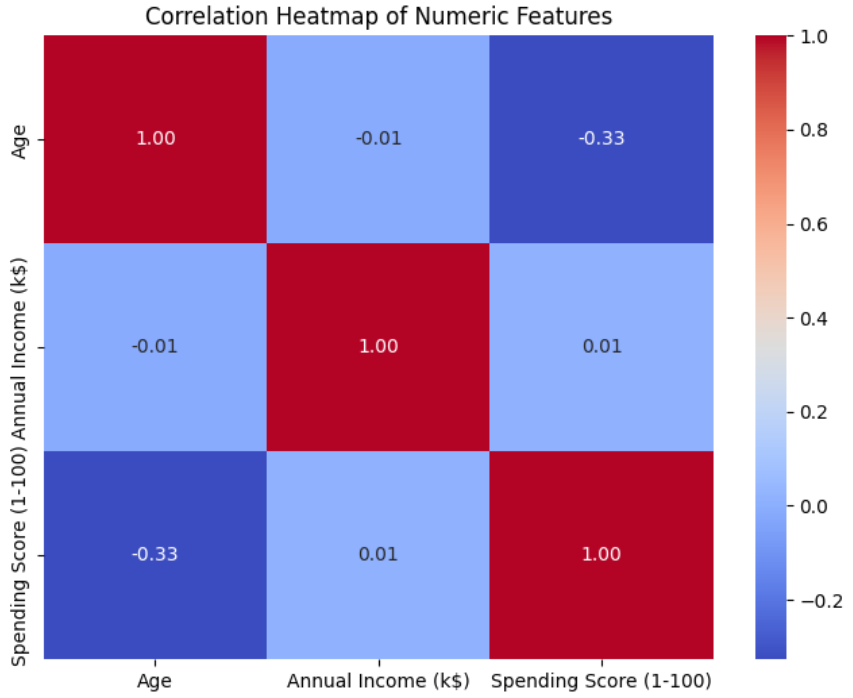 Correlation Heatmap of Numeric Features
Age
1.00
-0.01
-0.33
Annual Income (k$)
-0.01
1.00
0.01
Spending Score (1-100)
-0.33
0.01
1.00
Age
Annual Income (k$)
Spending Score (1-100)
1.0
0.8
0.6
0.4
0.2
0.0
−0.2